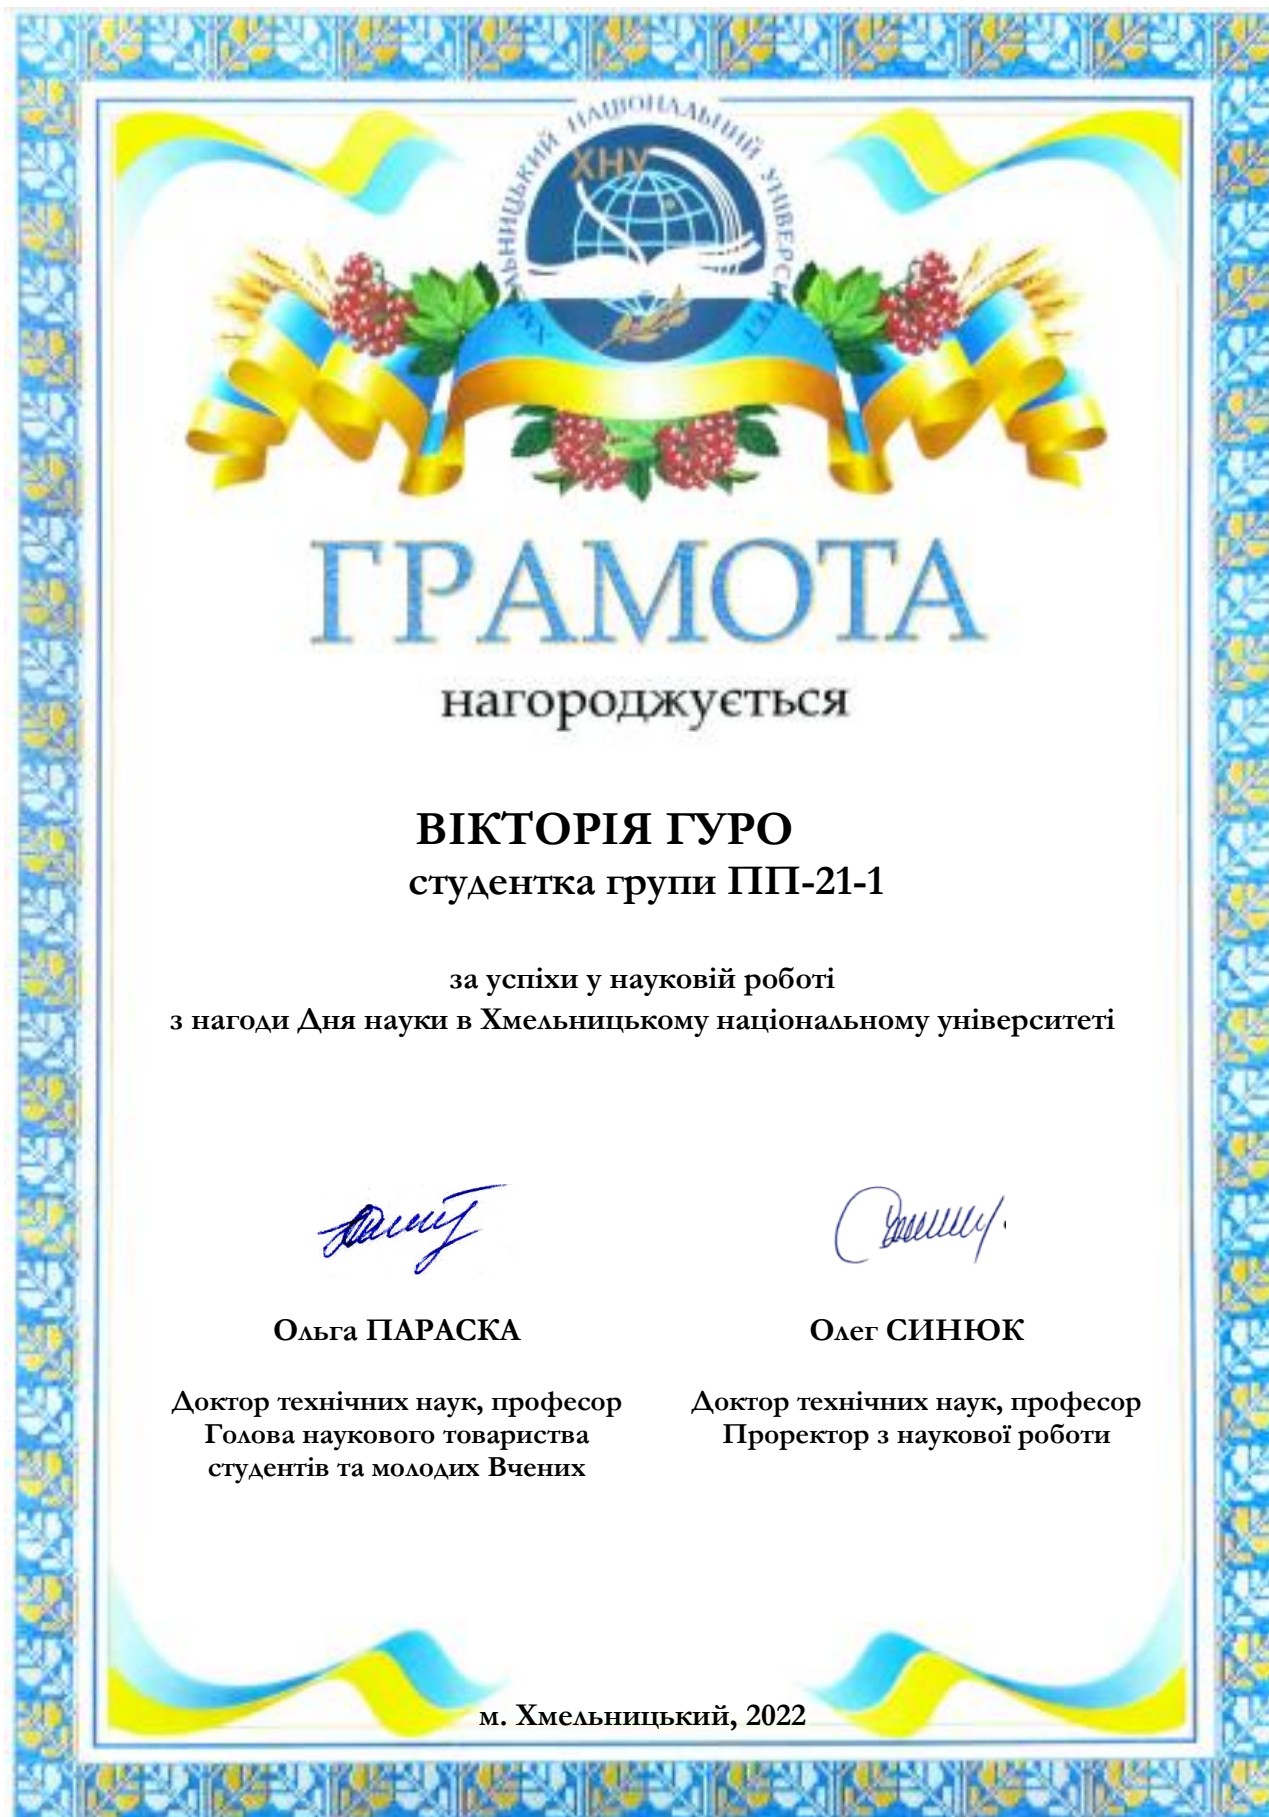 ХМЕЛЬНИЦЬКИЙ НАЦІОНАЛЬНИЙ УНІВЕРСИТЕТ
ХНУ
ГРАМОТА
нагороджується
ВІКТОРІЯ ГУРО
студентка групи ПП-21-1
за успіхи у науковій роботі
з нагоди Дня науки в Хмельницькому національному університеті
Ольга ПАРАСКА
Доктор технічних наук, професор
Голова наукового товариства
студентів та молодих Вчених
Олег СИНЮК
Доктор технічних наук, професор
Проректор з наукової роботи
м. Хмельницький, 2022